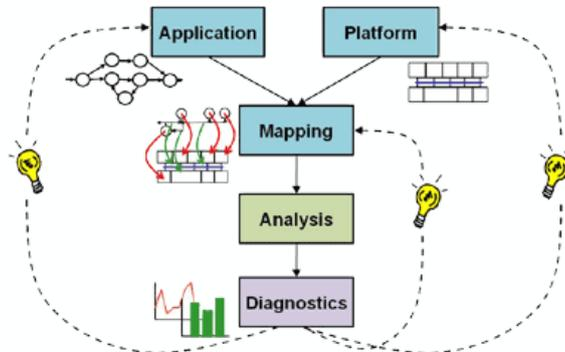 Application
Platform
Mapping
Analysis
Diagnostics